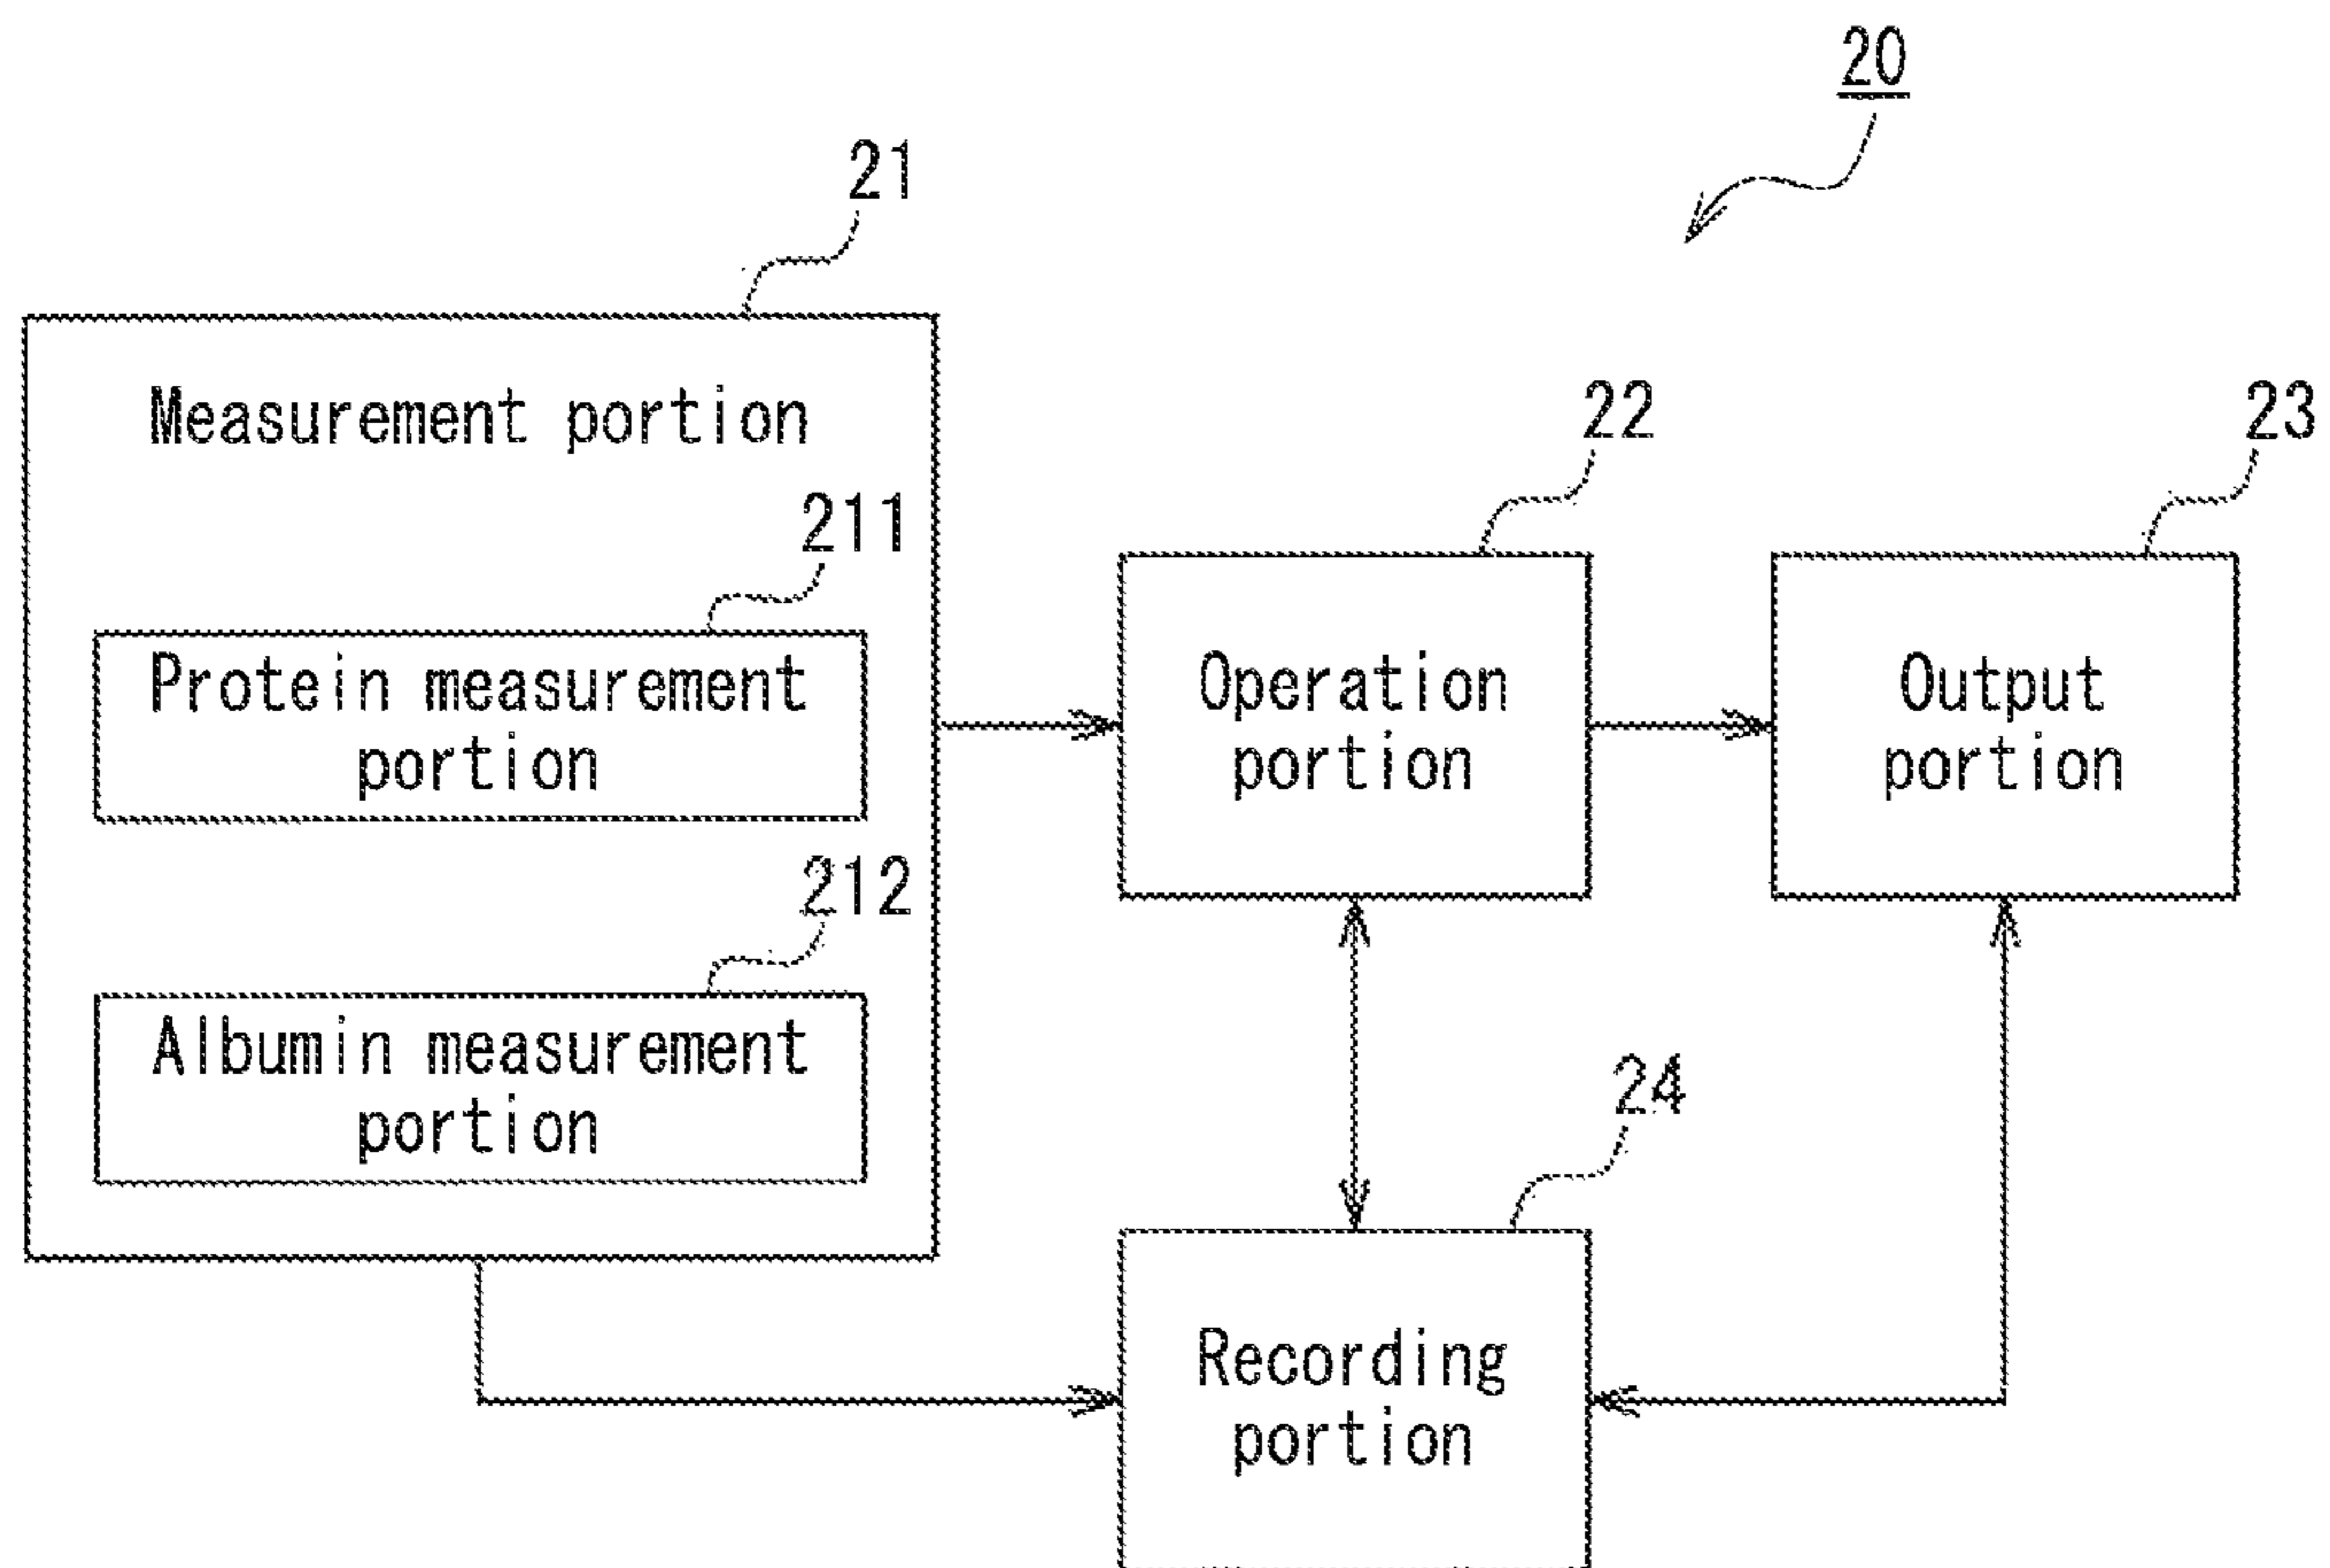 20
21
Measurement portion
211
Protein measurement
portion
212
Albumin measurement
portion
22
Operation
portion
23
Output
portion
24
Recording
portion